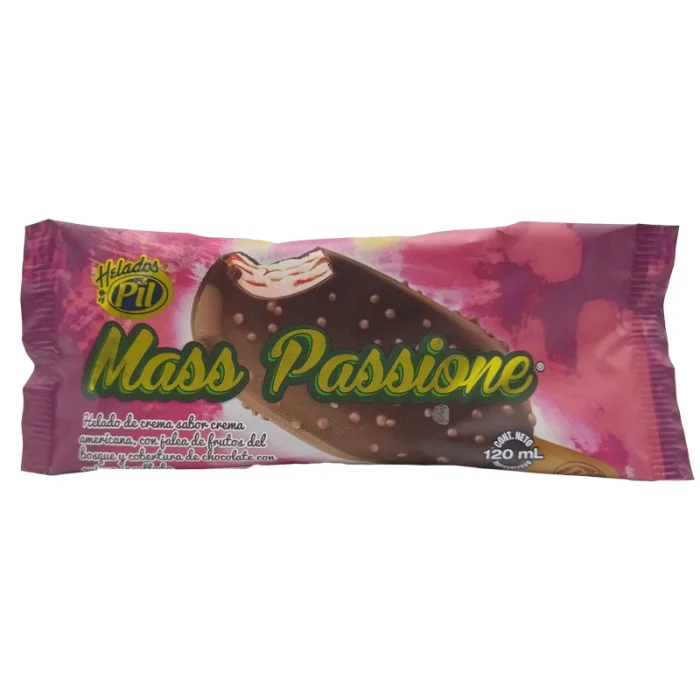 Helados
Pil
Mass Passione®
Helado de crema sabor crema
americana, con jalea de frutos del
bosque y cobertura de chocolate con
CONT. NETO
120 mL